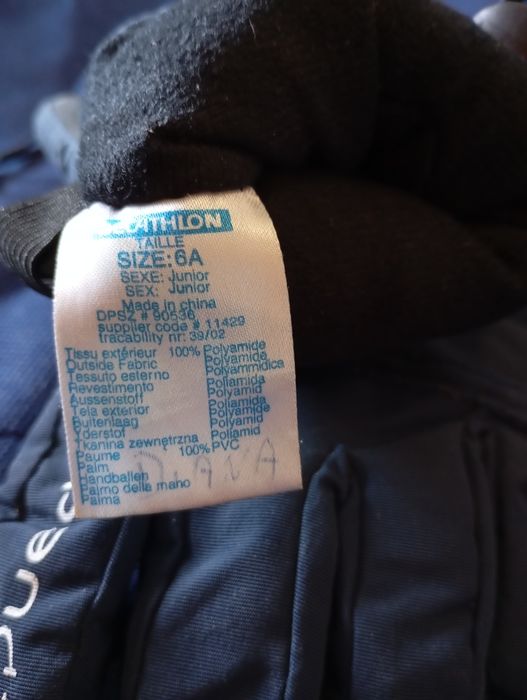 ATHLON
TAILLE
SIZE: 6A
SEXE: Junior
SEX: Junior
Made in china
DPSZ # 90536
supplier code # 11429
tracability nr: 39/02
Tissu extérieur 100% Polyamide
Outside Fabric Polyamide
Tessuto esterno Polyammidica
Revestimento Poliamida
Aussenstoff Polyamid
Tela exterior Poliamida
Buitenlaag Polyamide
Yderstof Polyamid
Tkanina zewnętrzna Poliamid
Paume 100% PVC
Palm
Handballen
Palmo della mano
Palma